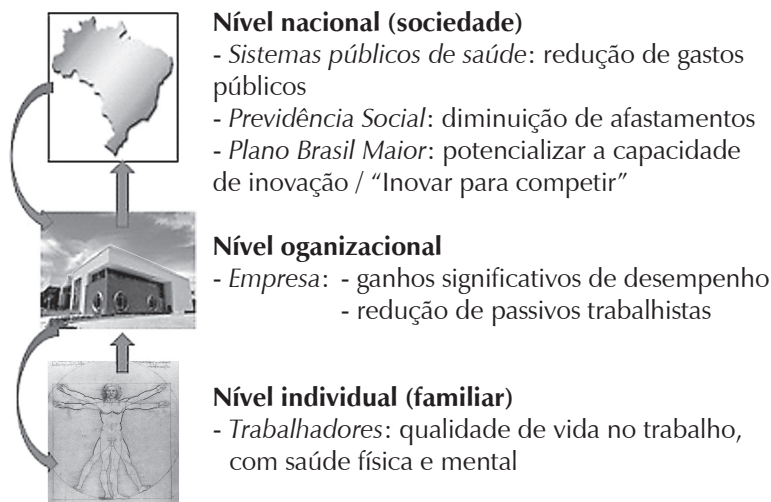 Nível nacional (sociedade)
- Sistemas públicos de saúde: redução de gastos
públicos
- Previdência Social: diminuição de afastamentos
- Plano Brasil Maior: potencializar a capacidade
de inovação / “Inovar para competir”
Nível oganizacional
- Empresa: - ganhos significativos de desempenho
- redução de passivos trabalhistas
Nível individual (familiar)
- Trabalhadores: qualidade de vida no trabalho,
com saúde física e mental